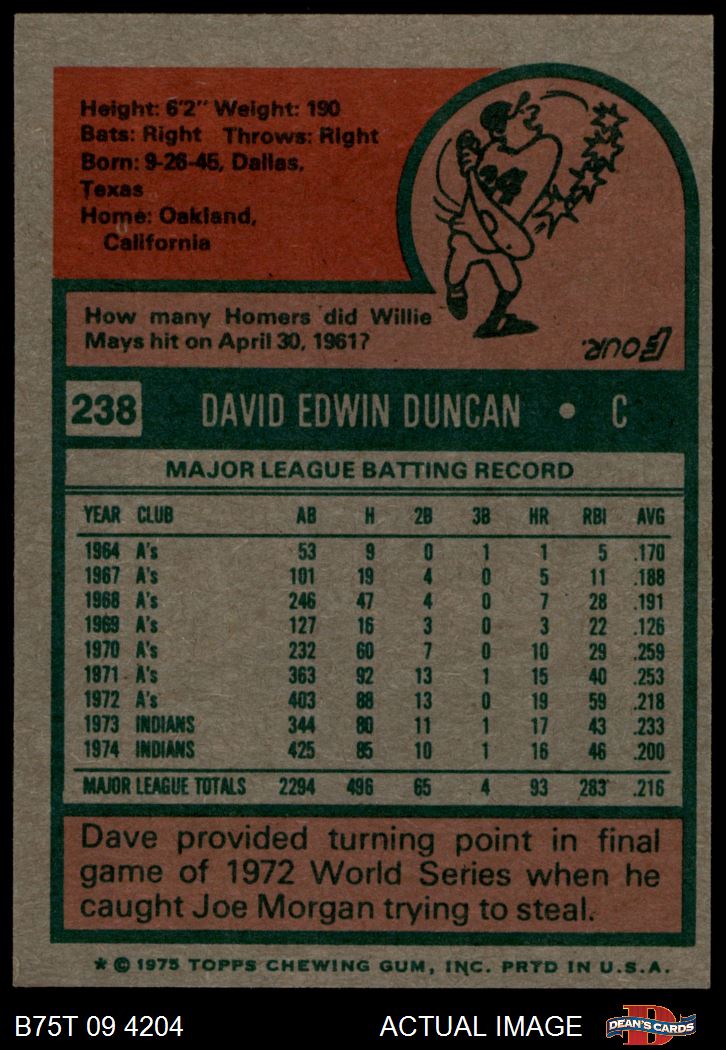 Height: 6'2" Weight: 190
Bats: Right Throws: Right
Born: 9-26-45, Dallas,
Texas
Home: Oakland,
California
24
How many Homers did Willie
Mays hit on April 30, 1961?
FOUR.
238 DAVID EDWIN DUNCAN • C
MAJOR LEAGUE BATTING RECORD
YEAR CLUB AB H 2B 3B HR RBI AVG
1964 A's 53 9 0 1 1 5 .170
1967 A's 101 19 4 0 5 11 .188
1968 A's 246 47 4 0 7 28 .191
1969 A's 127 16 3 0 3 22 .126
1970 A's 232 60 7 0 10 29 .259
1971 A's 363 92 13 1 15 40 .253
1972 A's 403 88 13 0 19 59 .218
1973 INDIANS 344 80 11 1 17 43 .233
1974 INDIANS 425 85 10 1 16 46 .200
MAJOR LEAGUE TOTALS 2294 496 65 4 93 283 .216
Dave provided turning point in final
game of 1972 World Series when he
caught Joe Morgan trying to steal.
* © 1975 TOPPS CHEWING GUM, INC. PRTD IN U.S.A.
B75T 09 4204 ACTUAL IMAGE DEAN'S CARDS